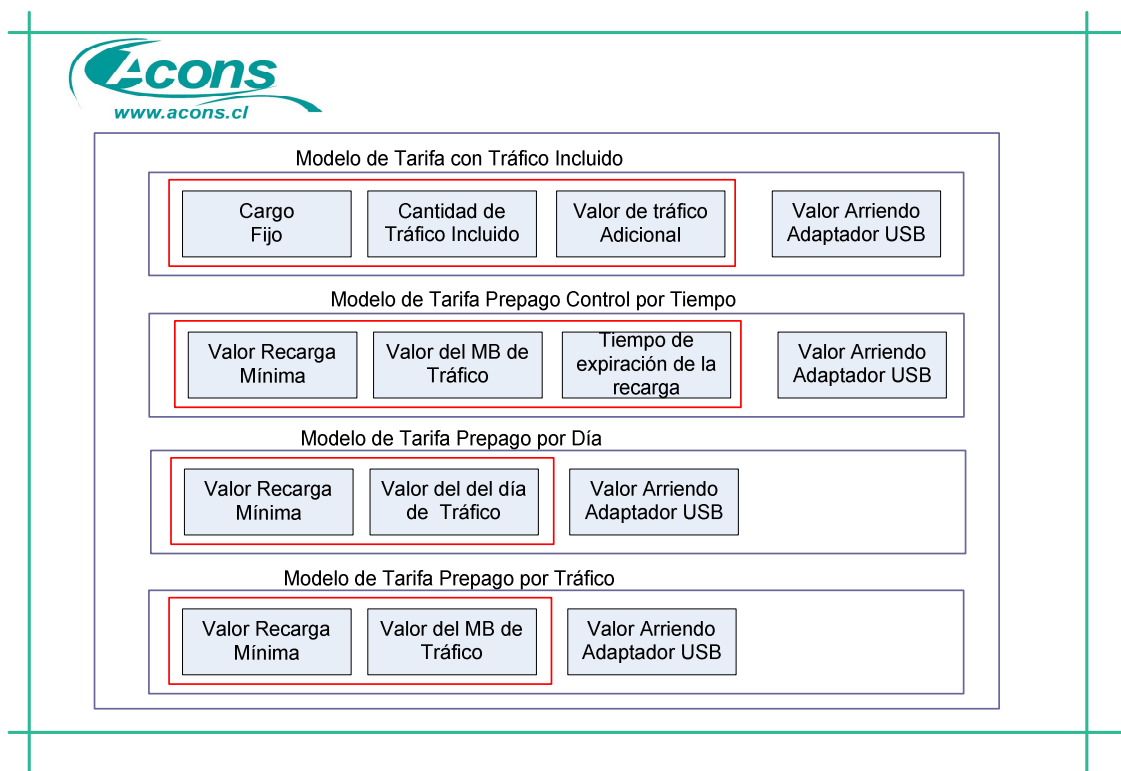 Acons
www.acons.cl
Modelo de Tarifa con Tráfico Incluido
Cargo
Fijo
Cantidad de
Tráfico Incluido
Valor de tráfico
Adicional
Valor Arriendo
Adaptador USB
Modelo de Tarifa Prepago Control por Tiempo
Valor Recarga
Mínima
Valor del MB de
Tráfico
Tiempo de
expiración de la
recarga
Valor Arriendo
Adaptador USB
Modelo de Tarifa Prepago por Día
Valor Recarga
Mínima
Valor del del día
de Tráfico
Valor Arriendo
Adaptador USB
Modelo de Tarifa Prepago por Tráfico
Valor Recarga
Mínima
Valor del MB de
Tráfico
Valor Arriendo
Adaptador USB